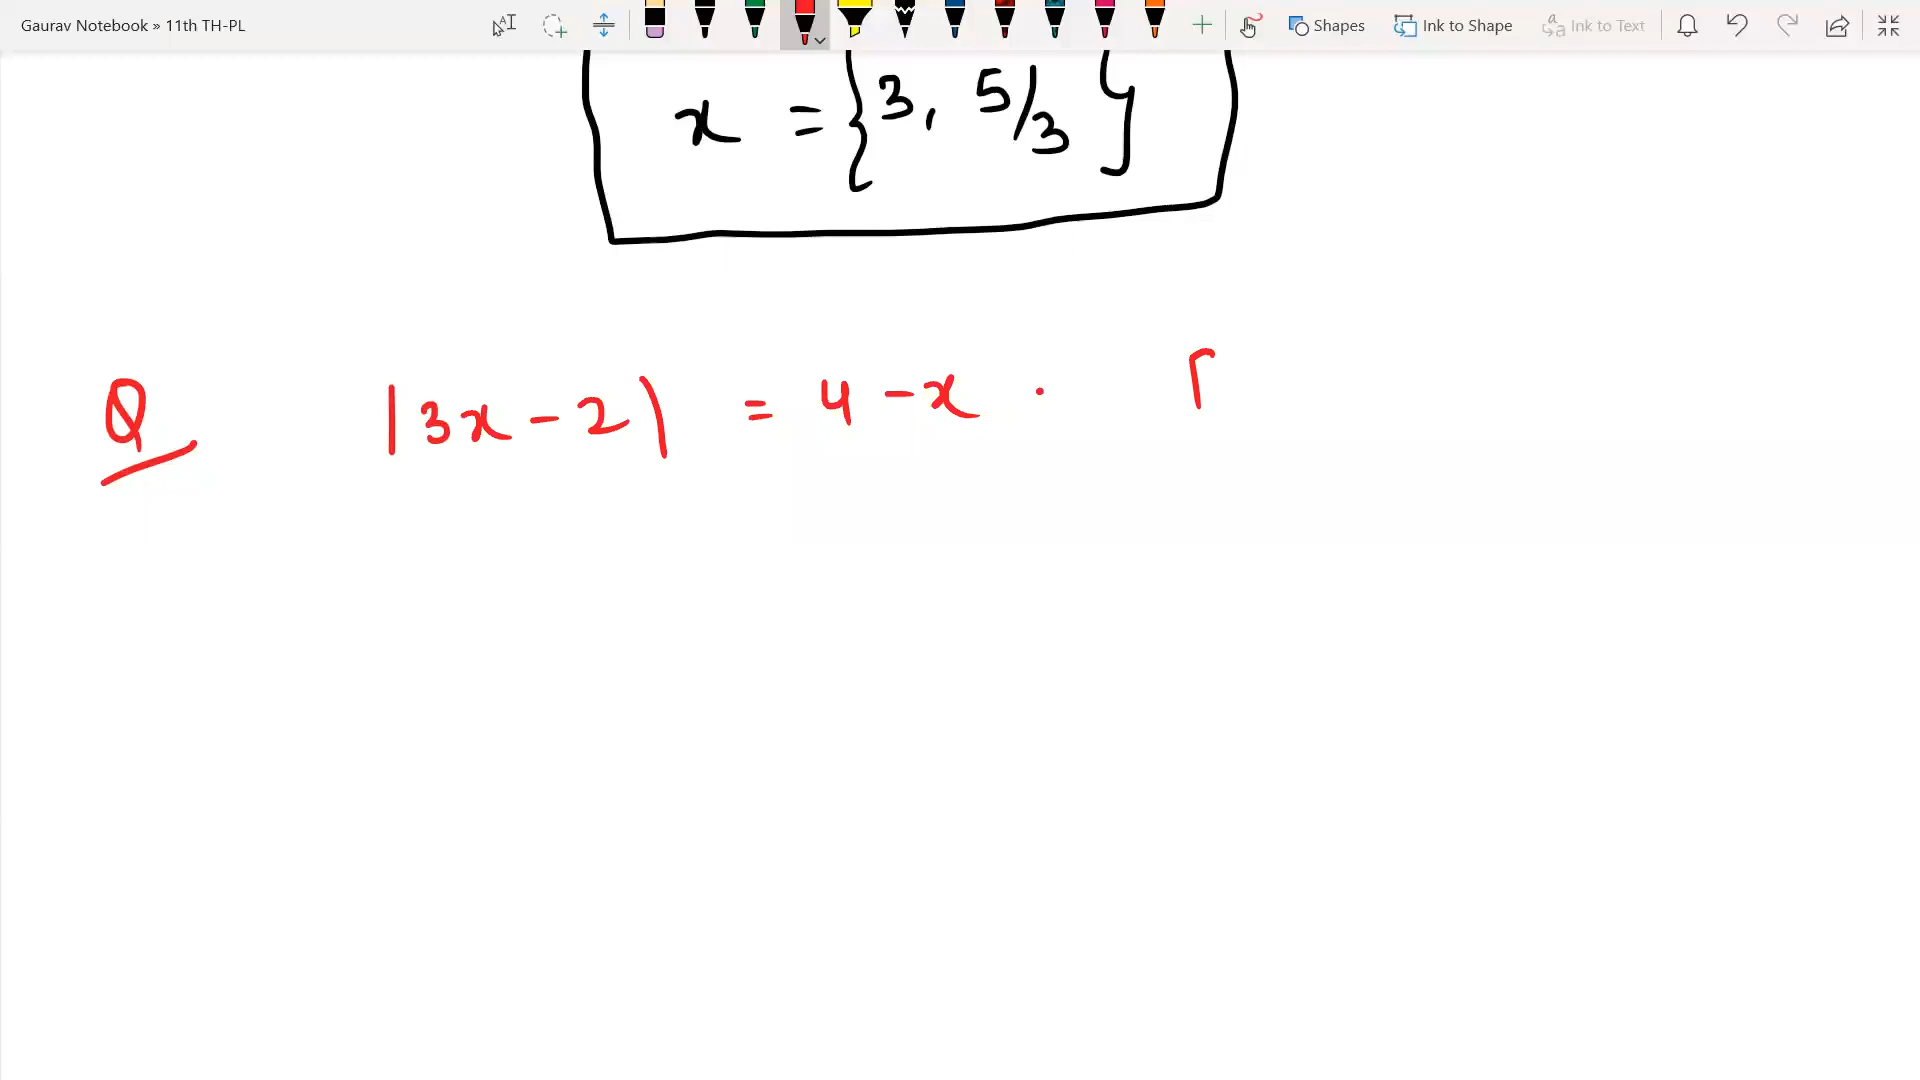 Gaurav Notebook » 11th TH-PL
Shapes
Ink to Shape
Ink to Text
x = {3, 5/3}
Q |3x - 2| = 4 - x .